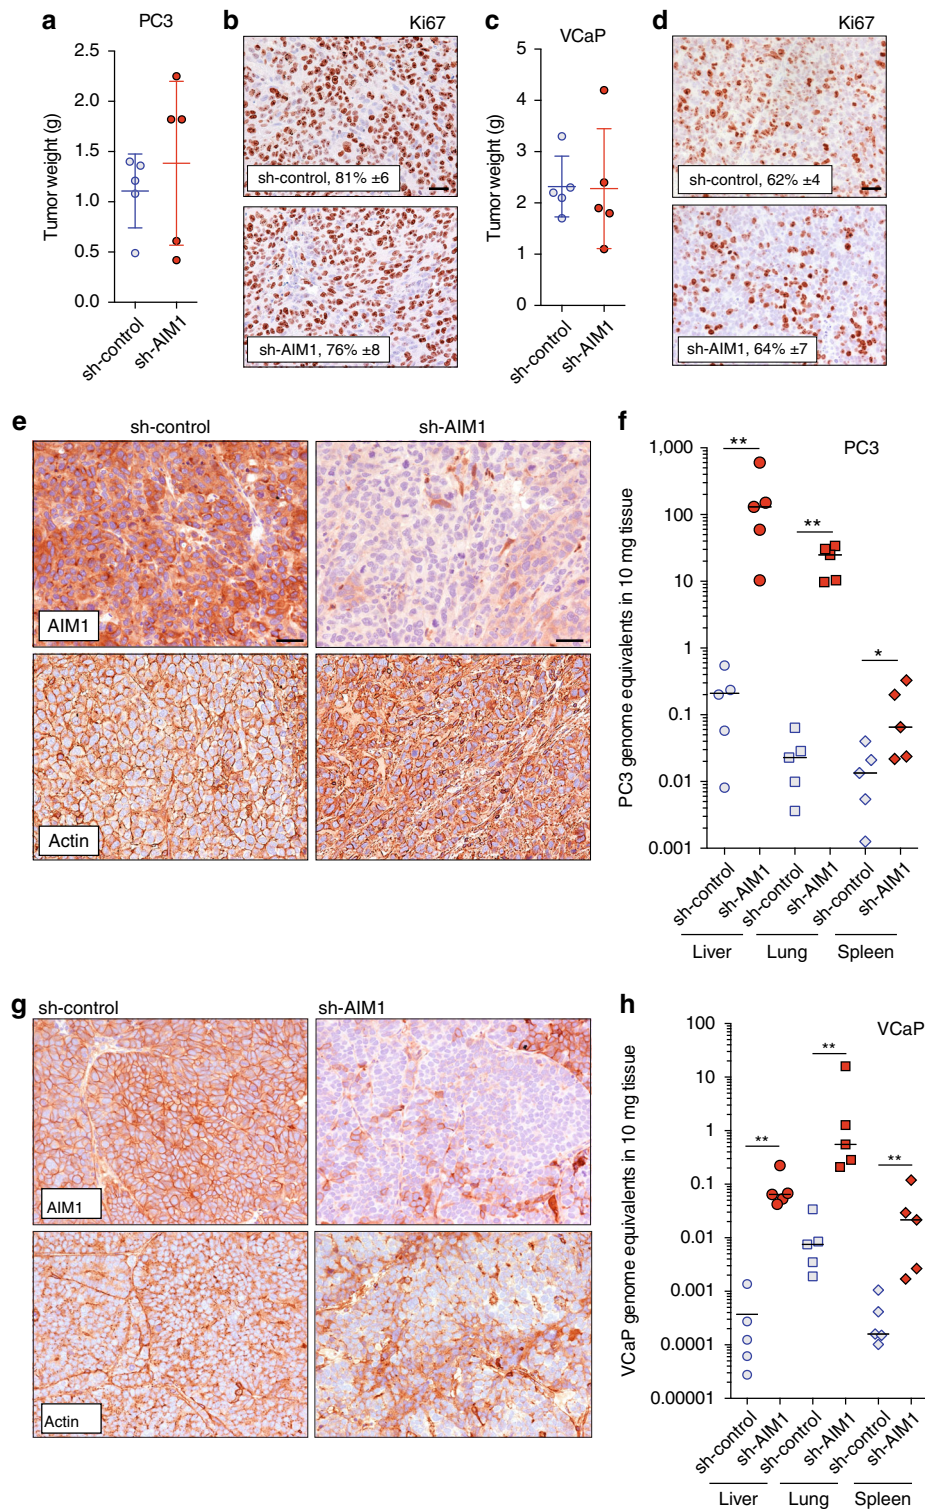 a
PC3
Tumor weight (g)
2.5
2.0
1.5
1.0
0.5
0.0
sh-control
sh-AIM1
b
Ki67
sh-control, 81% ±6
sh-AIM1, 76% ±8
c
VCaP
Tumor weight (g)
5
4
3
2
1
0
sh-control
sh-AIM1
d
Ki67
sh-control, 62% ±4
sh-AIM1, 64% ±7
e
sh-control
sh-AIM1
AIM1
Actin
f
PC3
PC3 genome equivalents in 10 mg tissue
1,000
100
10
1
0.1
0.01
0.001
**
**
*
sh-control
sh-AIM1
sh-control
sh-AIM1
sh-control
sh-AIM1
Liver
Lung
Spleen
g
sh-control
sh-AIM1
AIM1
Actin
h
VCaP
VCaP genome equivalents in 10 mg tissue
100
10
1
0.1
0.01
0.001
0.0001
0.00001
**
**
**
sh-control
sh-AIM1
sh-control
sh-AIM1
sh-control
sh-AIM1
Liver
Lung
Spleen